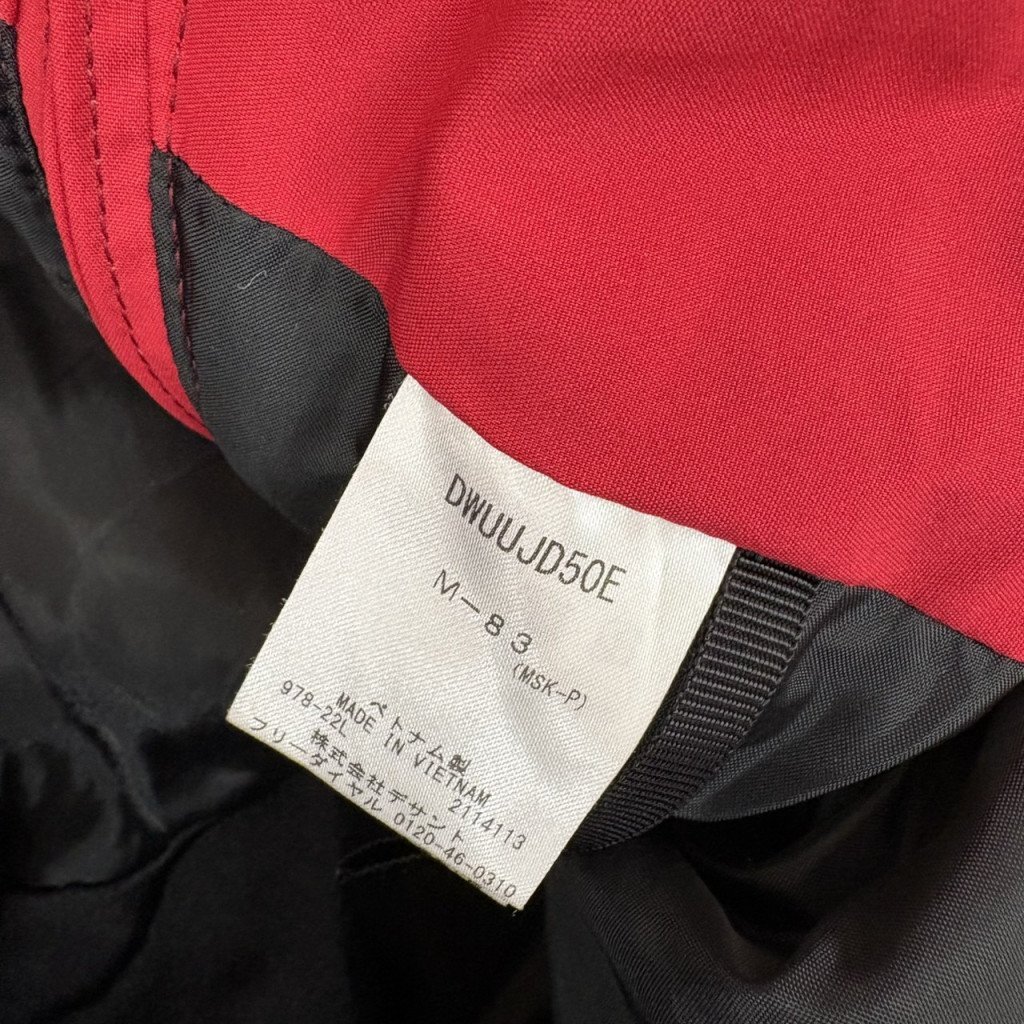 DWUUJD50E
M-83
(MSK-P)
ベトナム製
MADE IN VIETNAM
978-22L 2114113
株式会社デサント
フリーダイヤル 0120-46-0310